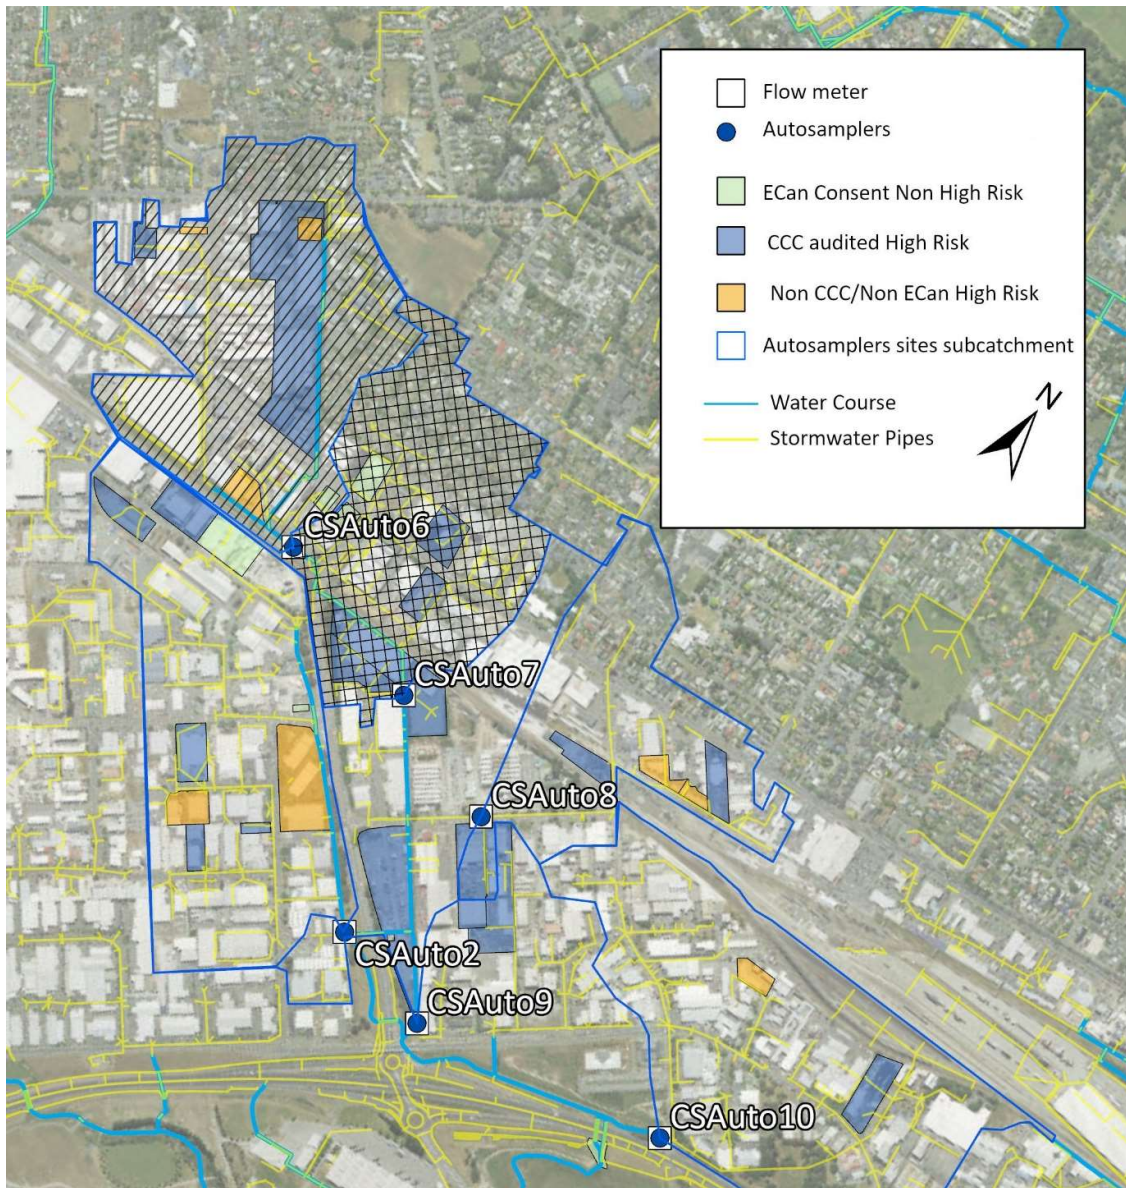 Flow meter
Autosamplers
ECan Consent Non High Risk
CCC audited High Risk
Non CCC/Non ECan High Risk
Autosamplers sites subcatchment
N
Water Course
Stormwater Pipes
CSAuto6
CSAuto7
CSAuto8
CSAuto2
CSAuto9
CSAuto10